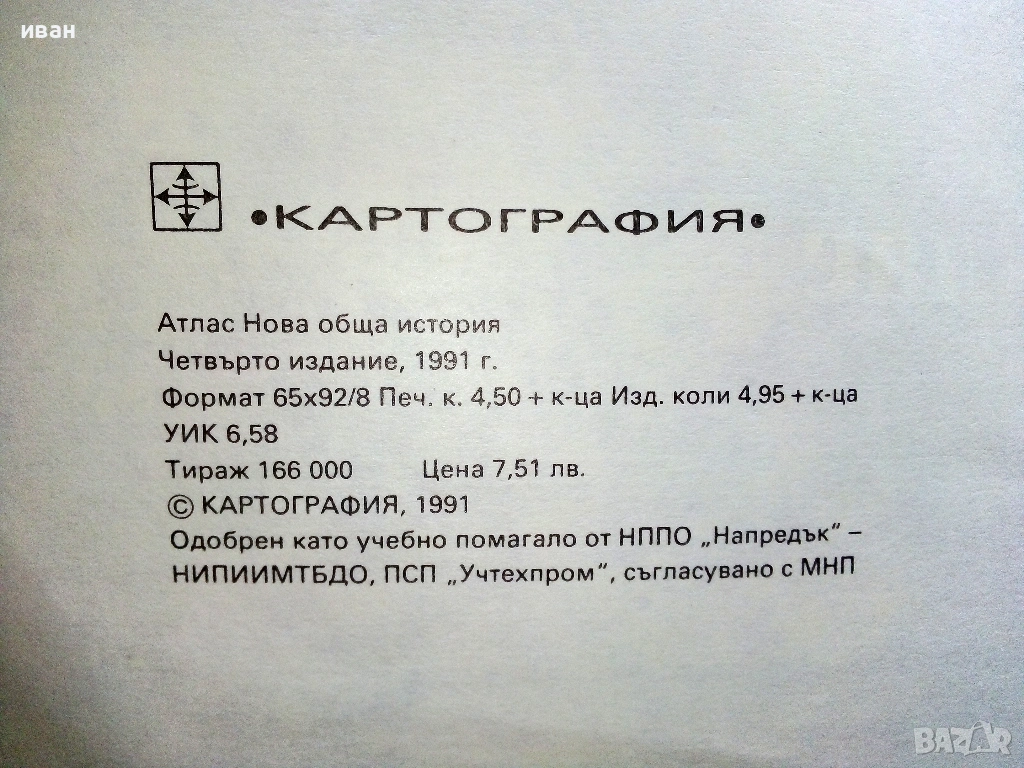 иван
•КАРТОГРАФИЯ•
Атлас Нова обща история
Четвърто издание, 1991 г.
Формат 65x92/8 Печ. к. 4,50 + к-ца Изд. коли 4,95 + к-ца
УИК 6,58
Тираж 166 000 Цена 7,51 лв.
© КАРТОГРАФИЯ, 1991
Одобрен като учебно помагало от НППО „Напредък“ –
НИПИИМТБДО, ПСП „Учтехпром“, съгласувано с МНП
BAZAR